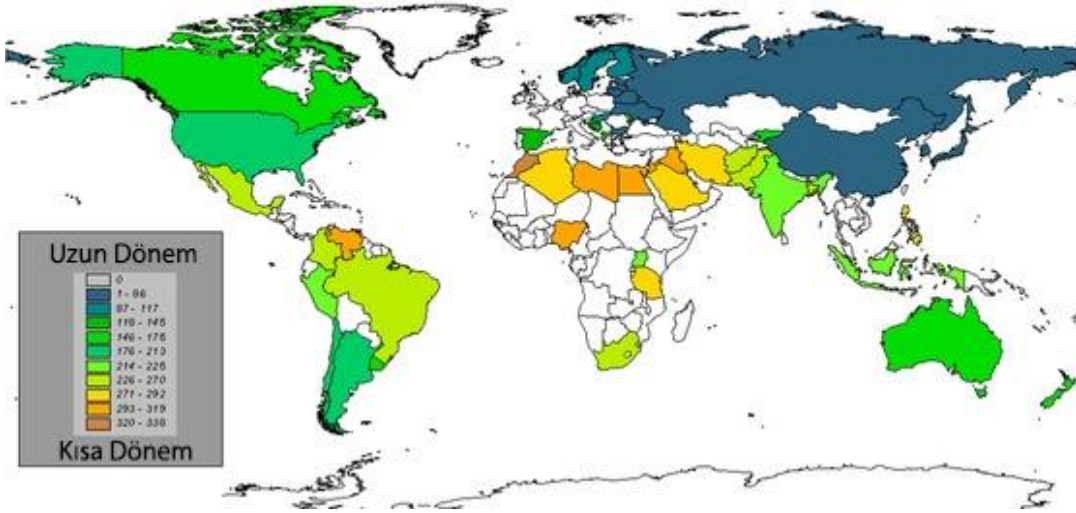 Uzun Dönem
0
1 - 86
87 - 117
118 - 145
146 - 175
176 - 213
214 - 225
226 - 270
271 - 292
293 - 319
320 - 338
Kısa Dönem